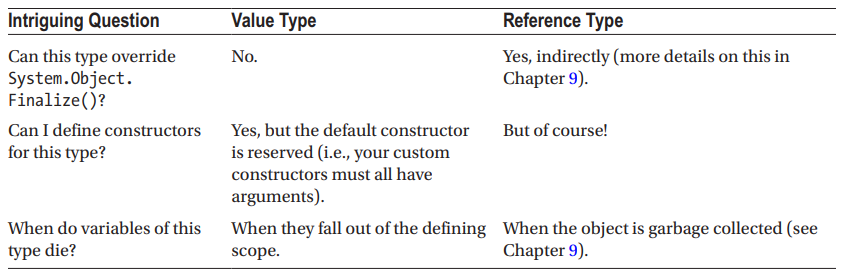 Intriguing Question Value Type Reference Type
Can this type override No. Yes, indirectly (more details on this in
System.Object. Chapter 9).
Finalize()?
Can I define constructors Yes, but the default constructor But of course!
for this type? is reserved (i.e., your custom
constructors must all have
arguments).
When do variables of this When they fall out of the defining When the object is garbage collected (see
type die? scope. Chapter 9).